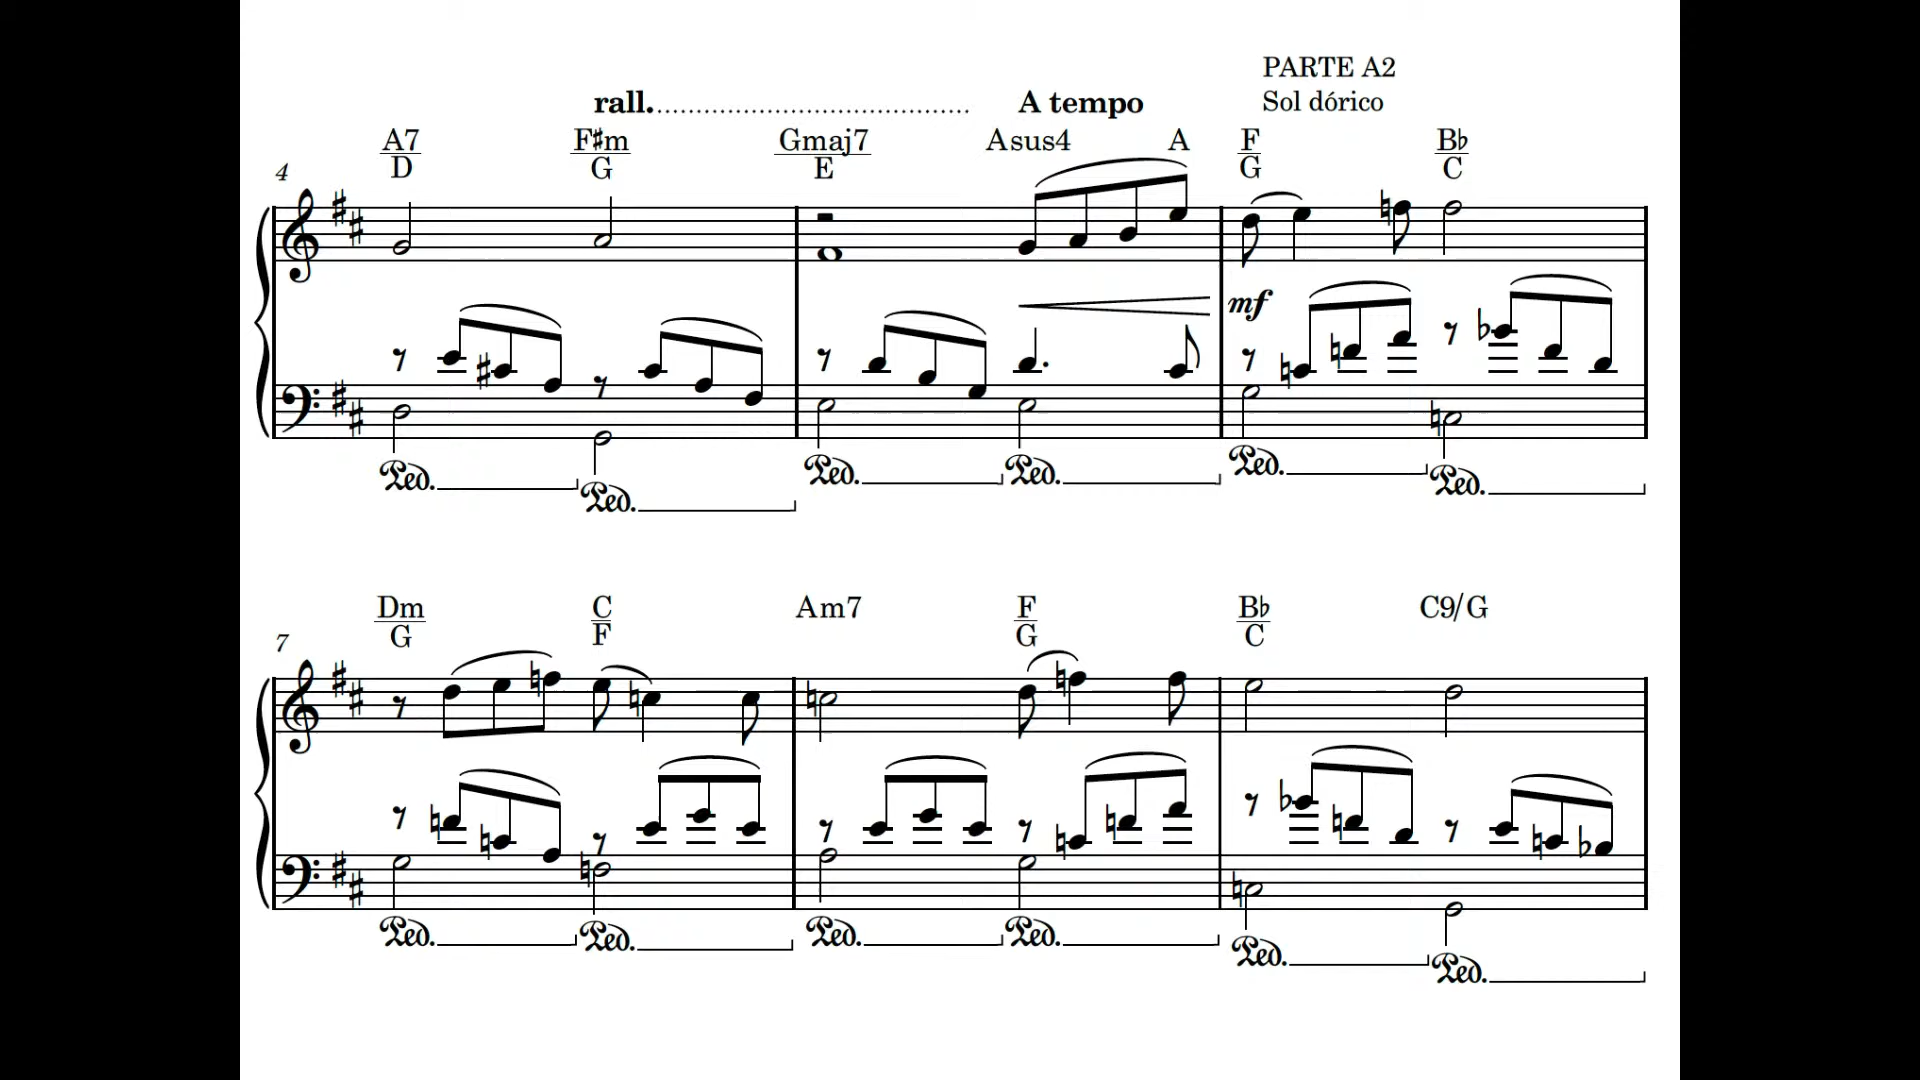 PARTE A2
rall. A tempo Sol dórico
A7 F♯m Gmaj7 Asus4 A F B♭
D G E G C
4
mf
Ped. Ped. Ped. Ped. Ped. Ped.
Dm C Am7 F B♭ C9/G
G F G C
7
Ped. Ped. Ped. Ped. Ped. Ped.